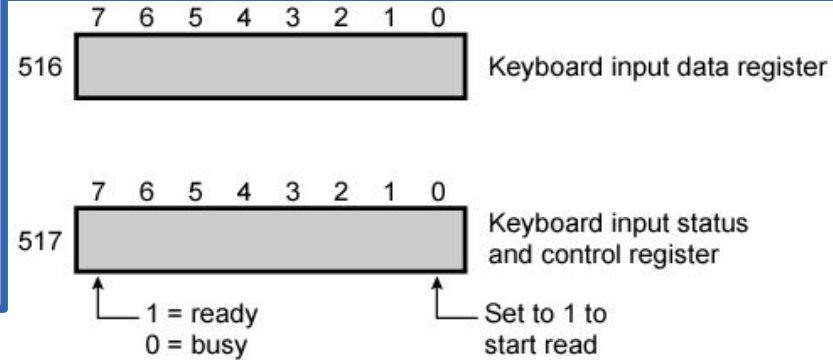 7 6 5 4 3 2 1 0
516 Keyboard input data register
7 6 5 4 3 2 1 0
517 Keyboard input status
and control register
1 = ready
0 = busy
Set to 1 to
start read